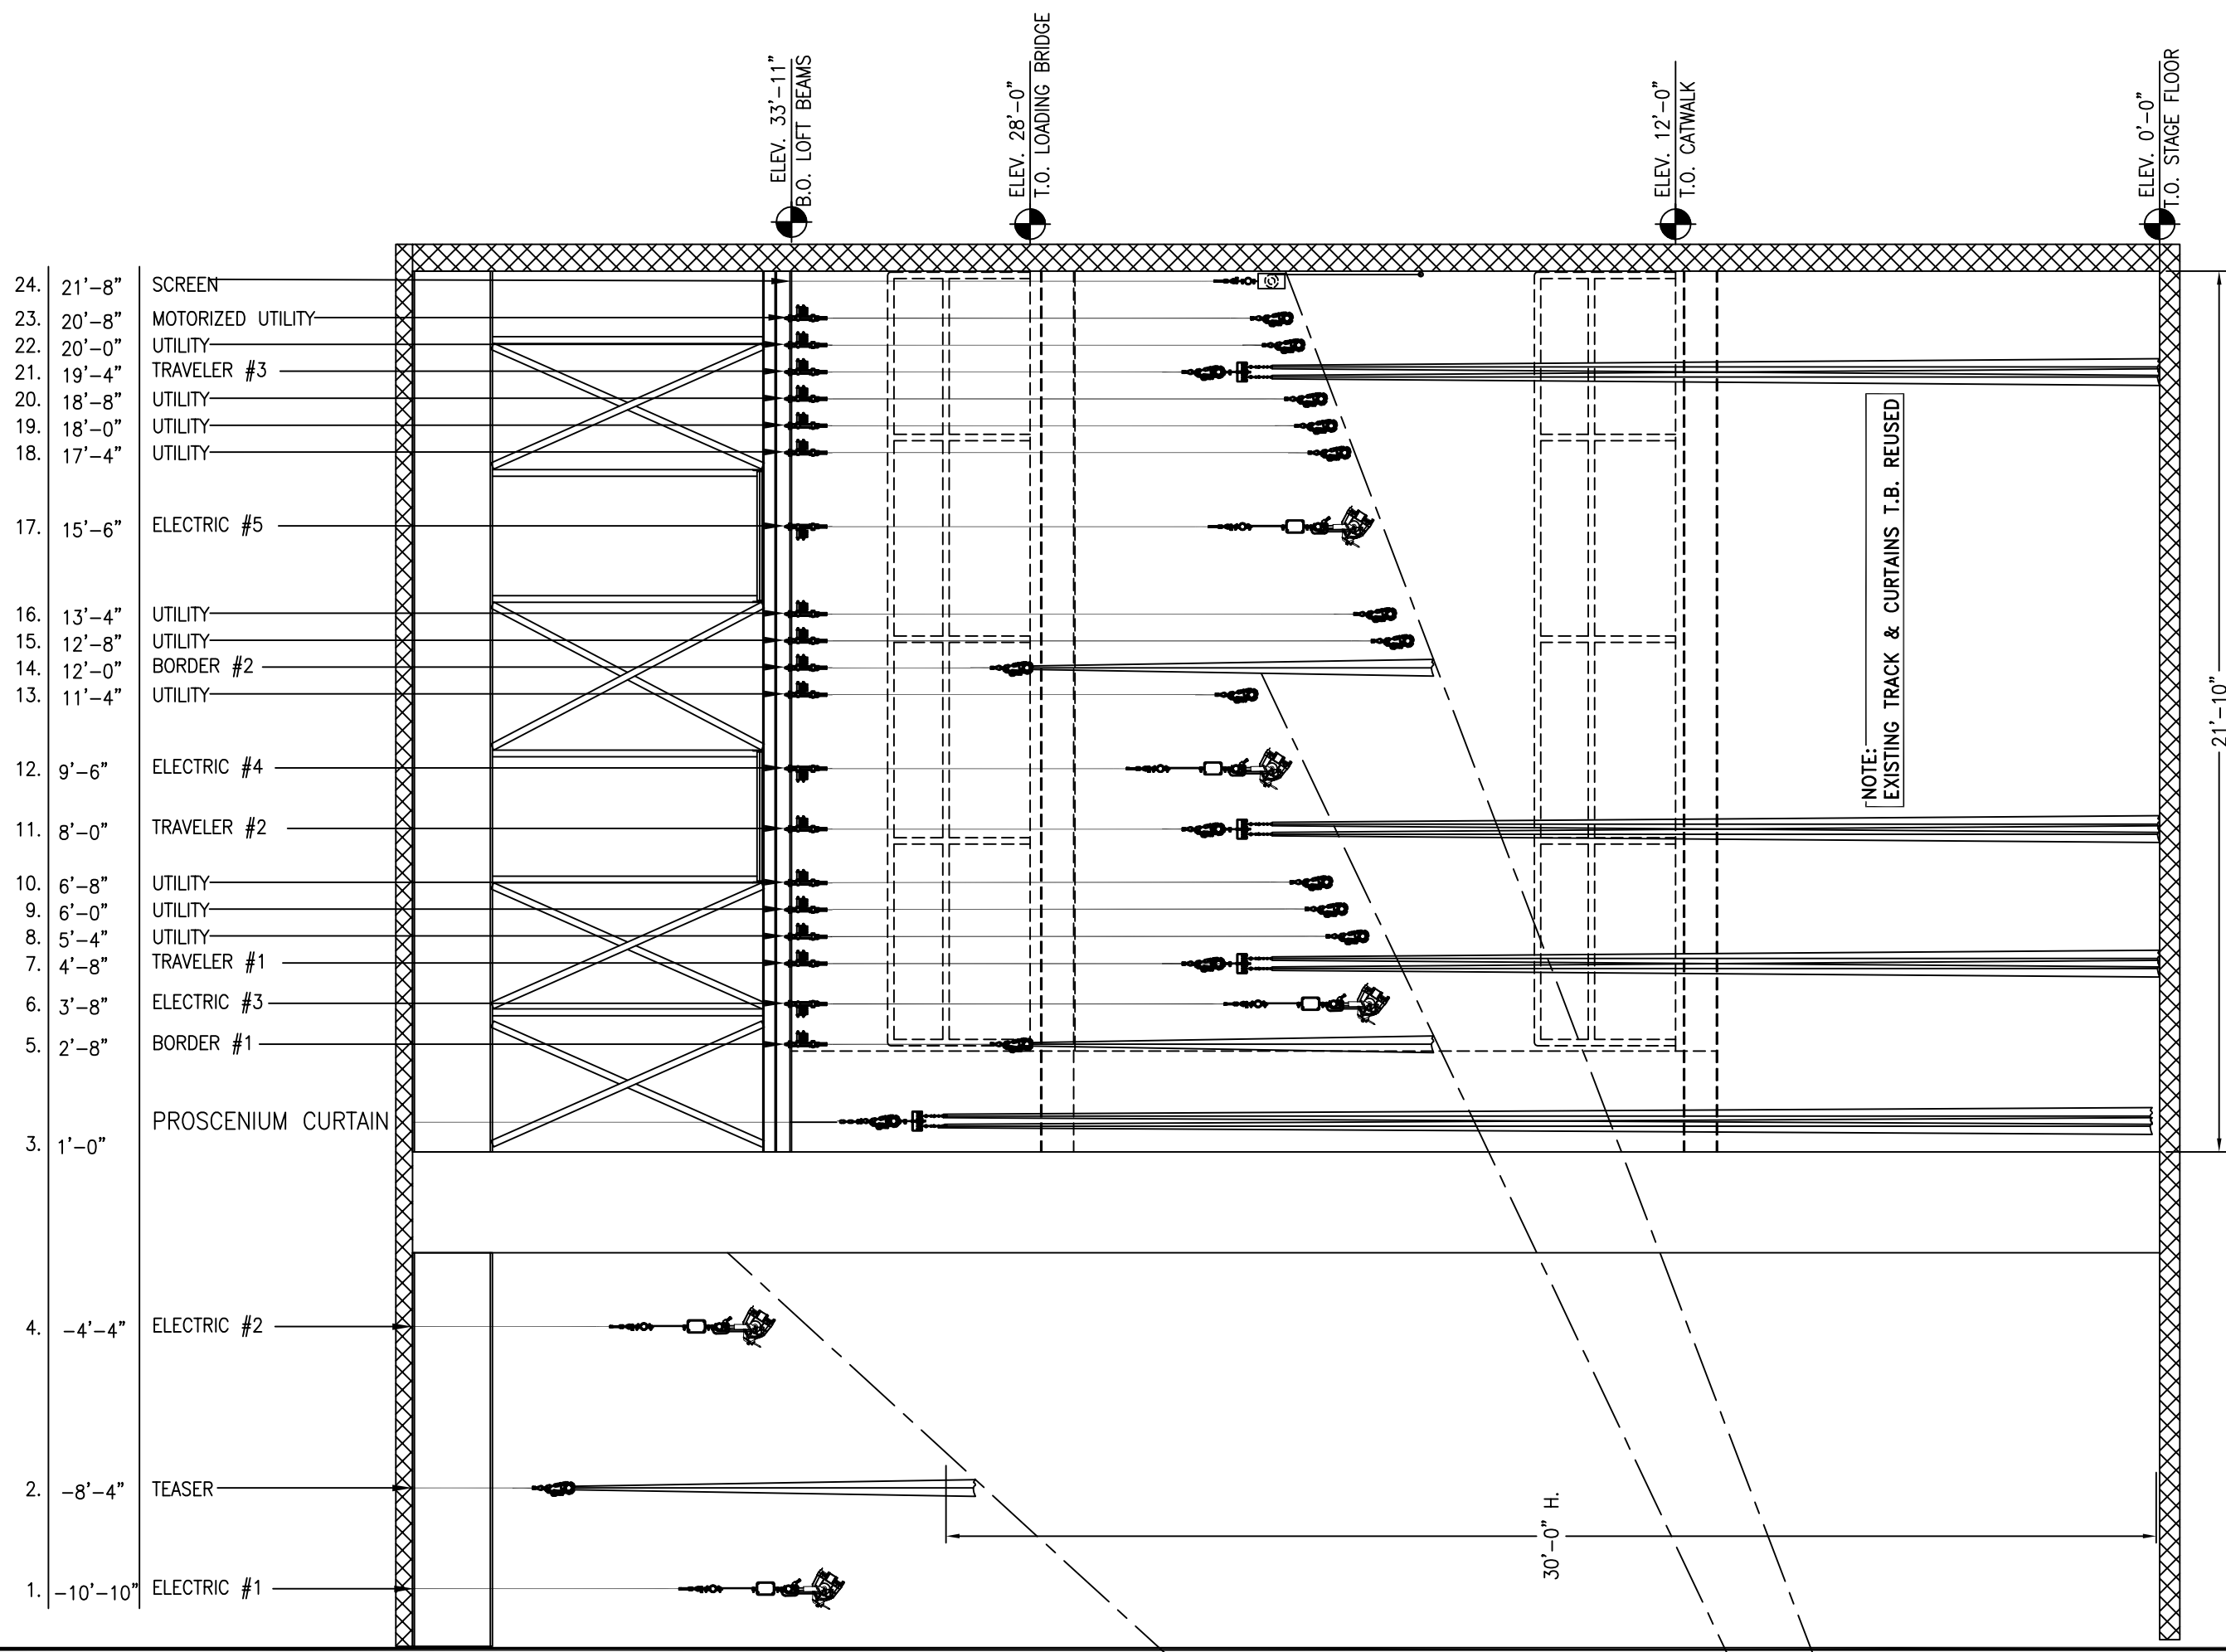 ELEV. 33'-11"
B.O. LOFT BEAMS
ELEV. 28'-0"
T.O. LOADING BRIDGE
ELEV. 12'-0"
T.O. CATWALK
ELEV. 0'-0"
T.O. STAGE FLOOR
24. 21'-8" SCREEN
23. 20'-8" MOTORIZED UTILITY
22. 20'-0" UTILITY
21. 19'-4" TRAVELER #3
20. 18'-8" UTILITY
19. 18'-0" UTILITY
18. 17'-4" UTILITY
17. 15'-6" ELECTRIC #5
16. 13'-4" UTILITY
15. 12'-8" UTILITY
14. 12'-0" BORDER #2
13. 11'-4" UTILITY
12. 9'-6" ELECTRIC #4
11. 8'-0" TRAVELER #2
10. 6'-8" UTILITY
9. 6'-0" UTILITY
8. 5'-4" UTILITY
7. 4'-8" TRAVELER #1
6. 3'-8" ELECTRIC #3
5. 2'-8" BORDER #1
PROSCENIUM CURTAIN
3. 1'-0"
4. -4'-4" ELECTRIC #2
2. -8'-4" TEASER
1. -10'-10" ELECTRIC #1
NOTE:
EXISTING TRACK & CURTAINS T.B. REUSED
21'-10"
30'-0" H.